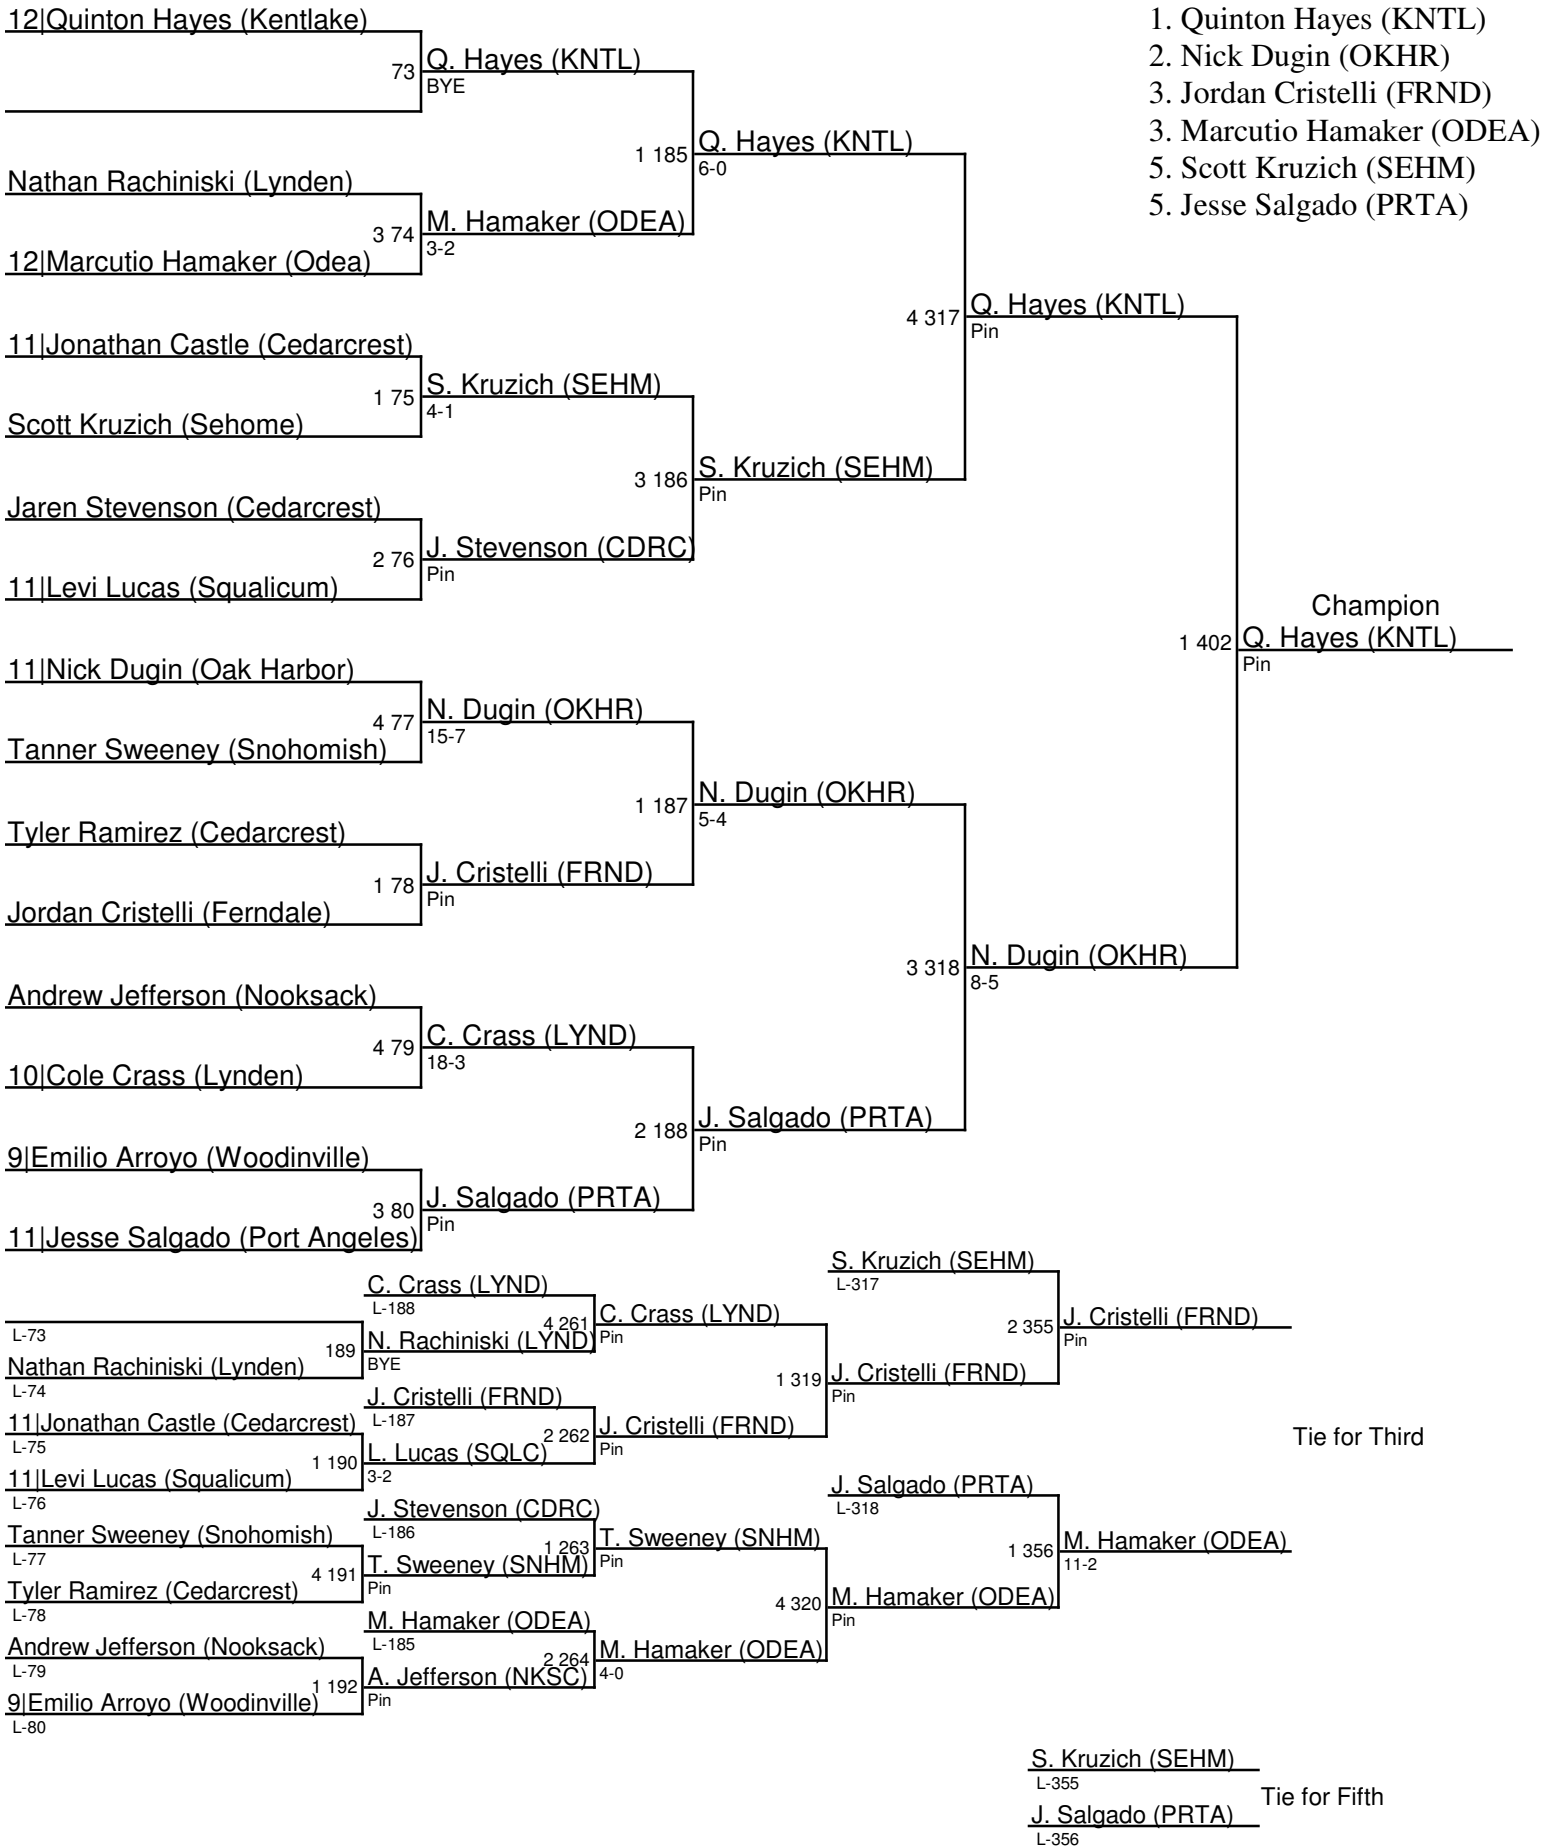 12|Quinton Hayes (Kentlake)
73
Q. Hayes (KNTL)
BYE
Nathan Rachiniski (Lynden)
3 74
M. Hamaker (ODEA)
3-2
12|Marcutio Hamaker (Odea)
1 185
Q. Hayes (KNTL)
6-0
11|Jonathan Castle (Cedarcrest)
1 75
S. Kruzich (SEHM)
4-1
Scott Kruzich (Sehome)
Jaren Stevenson (Cedarcrest)
2 76
J. Stevenson (CDRC)
Pin
11|Levi Lucas (Squalicum)
3 186
S. Kruzich (SEHM)
Pin
4 317
Q. Hayes (KNTL)
Pin
11|Nick Dugin (Oak Harbor)
4 77
N. Dugin (OKHR)
15-7
Tanner Sweeney (Snohomish)
Tyler Ramirez (Cedarcrest)
1 78
J. Cristelli (FRND)
Pin
Jordan Cristelli (Ferndale)
1 187
N. Dugin (OKHR)
5-4
Andrew Jefferson (Nooksack)
4 79
C. Crass (LYND)
18-3
10|Cole Crass (Lynden)
9|Emilio Arroyo (Woodinville)
3 80
J. Salgado (PRTA)
Pin
11|Jesse Salgado (Port Angeles)
2 188
J. Salgado (PRTA)
Pin
3 318
N. Dugin (OKHR)
8-5
Champion
1 402
Q. Hayes (KNTL)
Pin
1. Quinton Hayes (KNTL)
2. Nick Dugin (OKHR)
3. Jordan Cristelli (FRND)
3. Marcutio Hamaker (ODEA)
5. Scott Kruzich (SEHM)
5. Jesse Salgado (PRTA)
L-73
Nathan Rachiniski (Lynden)
L-74
189
C. Crass (LYND)
L-188
N. Rachiniski (LYND)
BYE
4 261
C. Crass (LYND)
Pin
11|Jonathan Castle (Cedarcrest)
L-75
11|Levi Lucas (Squalicum)
L-76
1 190
J. Cristelli (FRND)
L-187
L. Lucas (SQLC)
3-2
2 262
J. Cristelli (FRND)
Pin
1 319
J. Cristelli (FRND)
Pin
S. Kruzich (SEHM)
L-317
2 355
J. Cristelli (FRND)
Pin
Tanner Sweeney (Snohomish)
L-77
Tyler Ramirez (Cedarcrest)
L-78
4 191
J. Stevenson (CDRC)
L-186
T. Sweeney (SNHM)
Pin
1 263
T. Sweeney (SNHM)
Pin
Andrew Jefferson (Nooksack)
L-79
9|Emilio Arroyo (Woodinville)
L-80
1 192
M. Hamaker (ODEA)
L-185
A. Jefferson (NKSC)
Pin
2 264
M. Hamaker (ODEA)
4-0
4 320
M. Hamaker (ODEA)
Pin
J. Salgado (PRTA)
L-318
1 356
M. Hamaker (ODEA)
11-2
Tie for Third
S. Kruzich (SEHM)
L-355
Tie for Fifth
J. Salgado (PRTA)
L-356